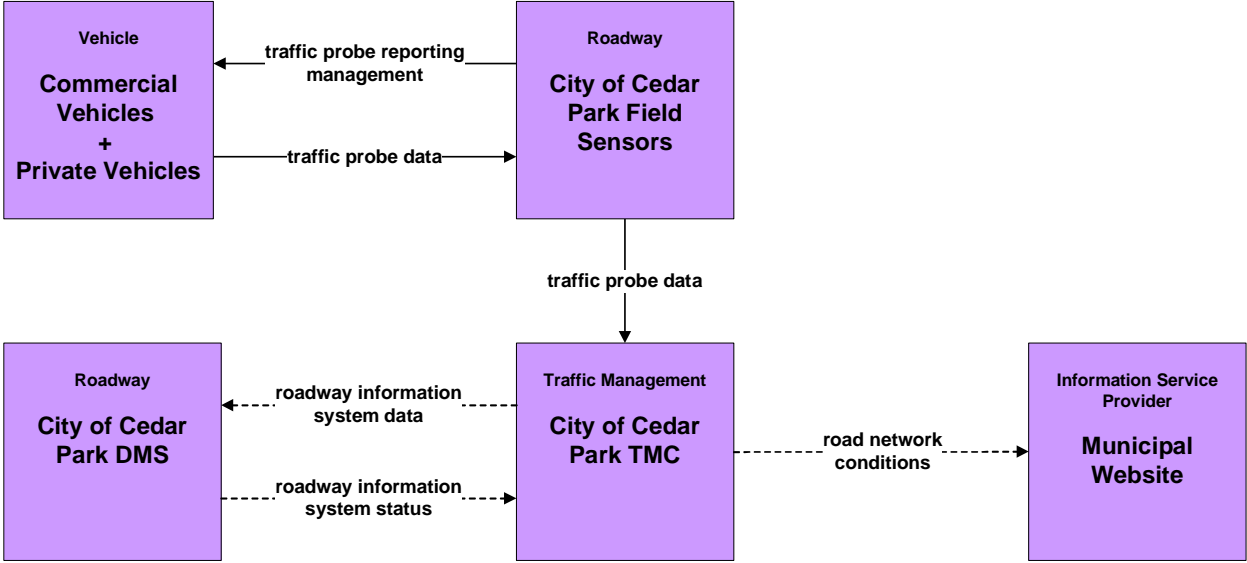 Vehicle
Commercial
Vehicles
+
Private Vehicles
traffic probe reporting
management
traffic probe data
Roadway
City of Cedar
Park Field
Sensors
traffic probe data
Roadway
City of Cedar
Park DMS
roadway information
system data
roadway information
system status
Traffic Management
City of Cedar
Park TMC
road network
conditions
Information Service
Provider
Municipal
Website